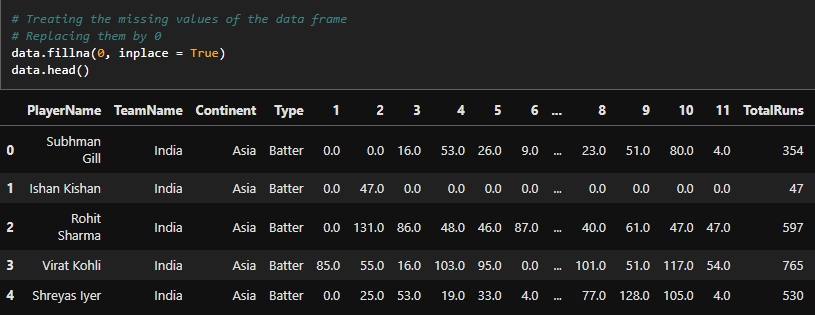 # Treating the missing values of the data frame
# Replacing them by 0
data.fillna(0, inplace = True)
data.head()
PlayerName TeamName Continent Type 1 2 3 4 5 6 ... 8 9 10 11 TotalRuns
0 Subhman Gill India Asia Batter 0.0 0.0 16.0 53.0 26.0 9.0 ... 23.0 51.0 80.0 4.0 354
1 Ishan Kishan India Asia Batter 0.0 47.0 0.0 0.0 0.0 0.0 ... 0.0 0.0 0.0 0.0 47
2 Rohit Sharma India Asia Batter 0.0 131.0 86.0 48.0 46.0 87.0 ... 40.0 61.0 47.0 47.0 597
3 Virat Kohli India Asia Batter 85.0 55.0 16.0 103.0 95.0 0.0 ... 101.0 51.0 117.0 54.0 765
4 Shreyas Iyer India Asia Batter 0.0 25.0 53.0 19.0 33.0 4.0 ... 77.0 128.0 105.0 4.0 530